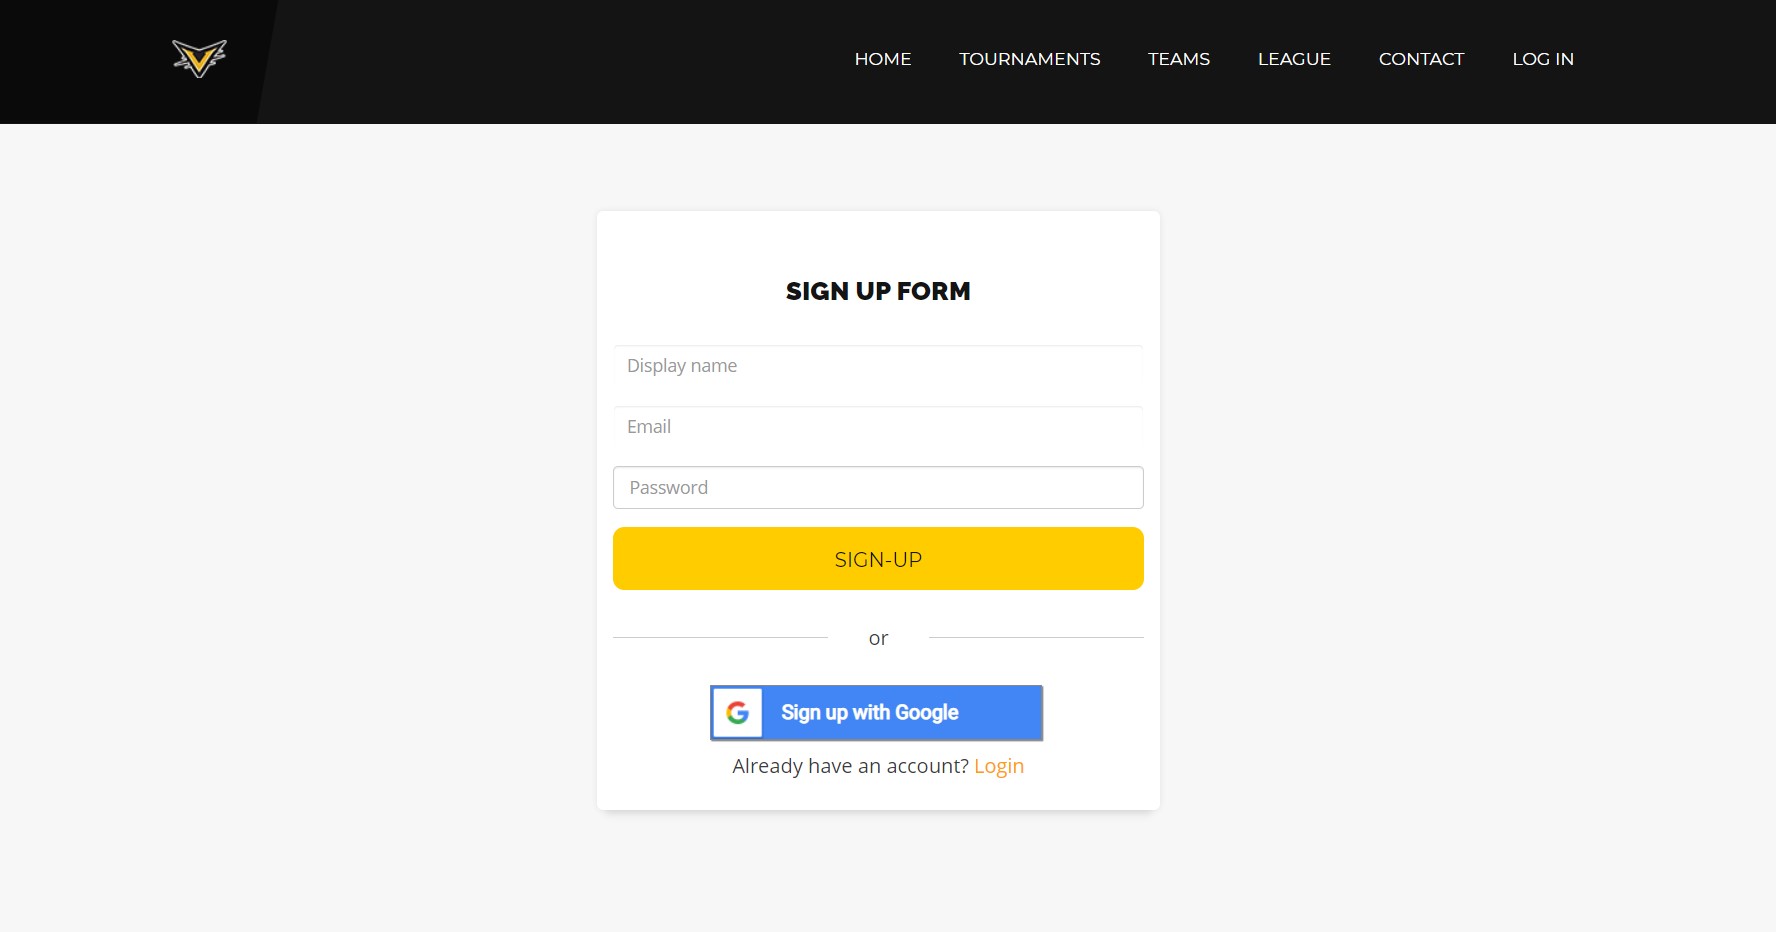 HOME TOURNAMENTS TEAMS LEAGUE CONTACT LOG IN
SIGN UP FORM
Display name
Email
Password
SIGN-UP
or
Sign up with Google
Already have an account? Login